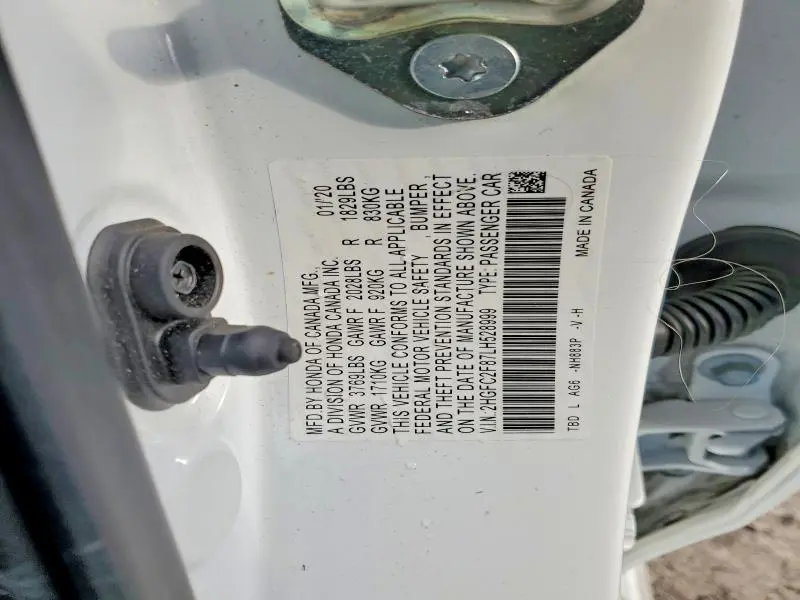 MFD.BY HONDA OF CANADA MFG.,
A DIVISION OF HONDA CANADA INC. 01/'20
GVWR 3769LBS GAWR F 2028LBS R 1829LBS
GVWR 1710KG GAWR F 920KG R 830KG
THIS VEHICLE CONFORMS TO ALL APPLICABLE
FEDERAL MOTOR VEHICLE SAFETY , BUMPER ,
AND THEFT PREVENTION STANDARDS IN EFFECT
ON THE DATE OF MANUFACTURE SHOWN ABOVE.
V.I.N. 2HGFC2F87LH528999 TYPE: PASSENGER CAR
TBD L AG6 -NH883P -V-H MADE IN CANADA